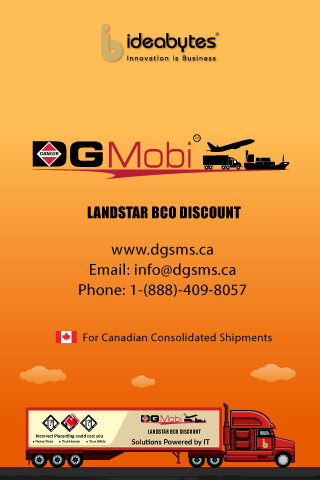 ideabytes®
Innovation is Business
DANGER
DG Mobi
LANDSTAR BCO DISCOUNT
www.dgsms.ca
Email: info@dgsms.ca
Phone: 1-(888)-409-8057
For Canadian Consolidated Shipments
DG Mobi
LANDSTAR BCO DISCOUNT
Incorrect Placarding could cost you
Solutions Powered by IT